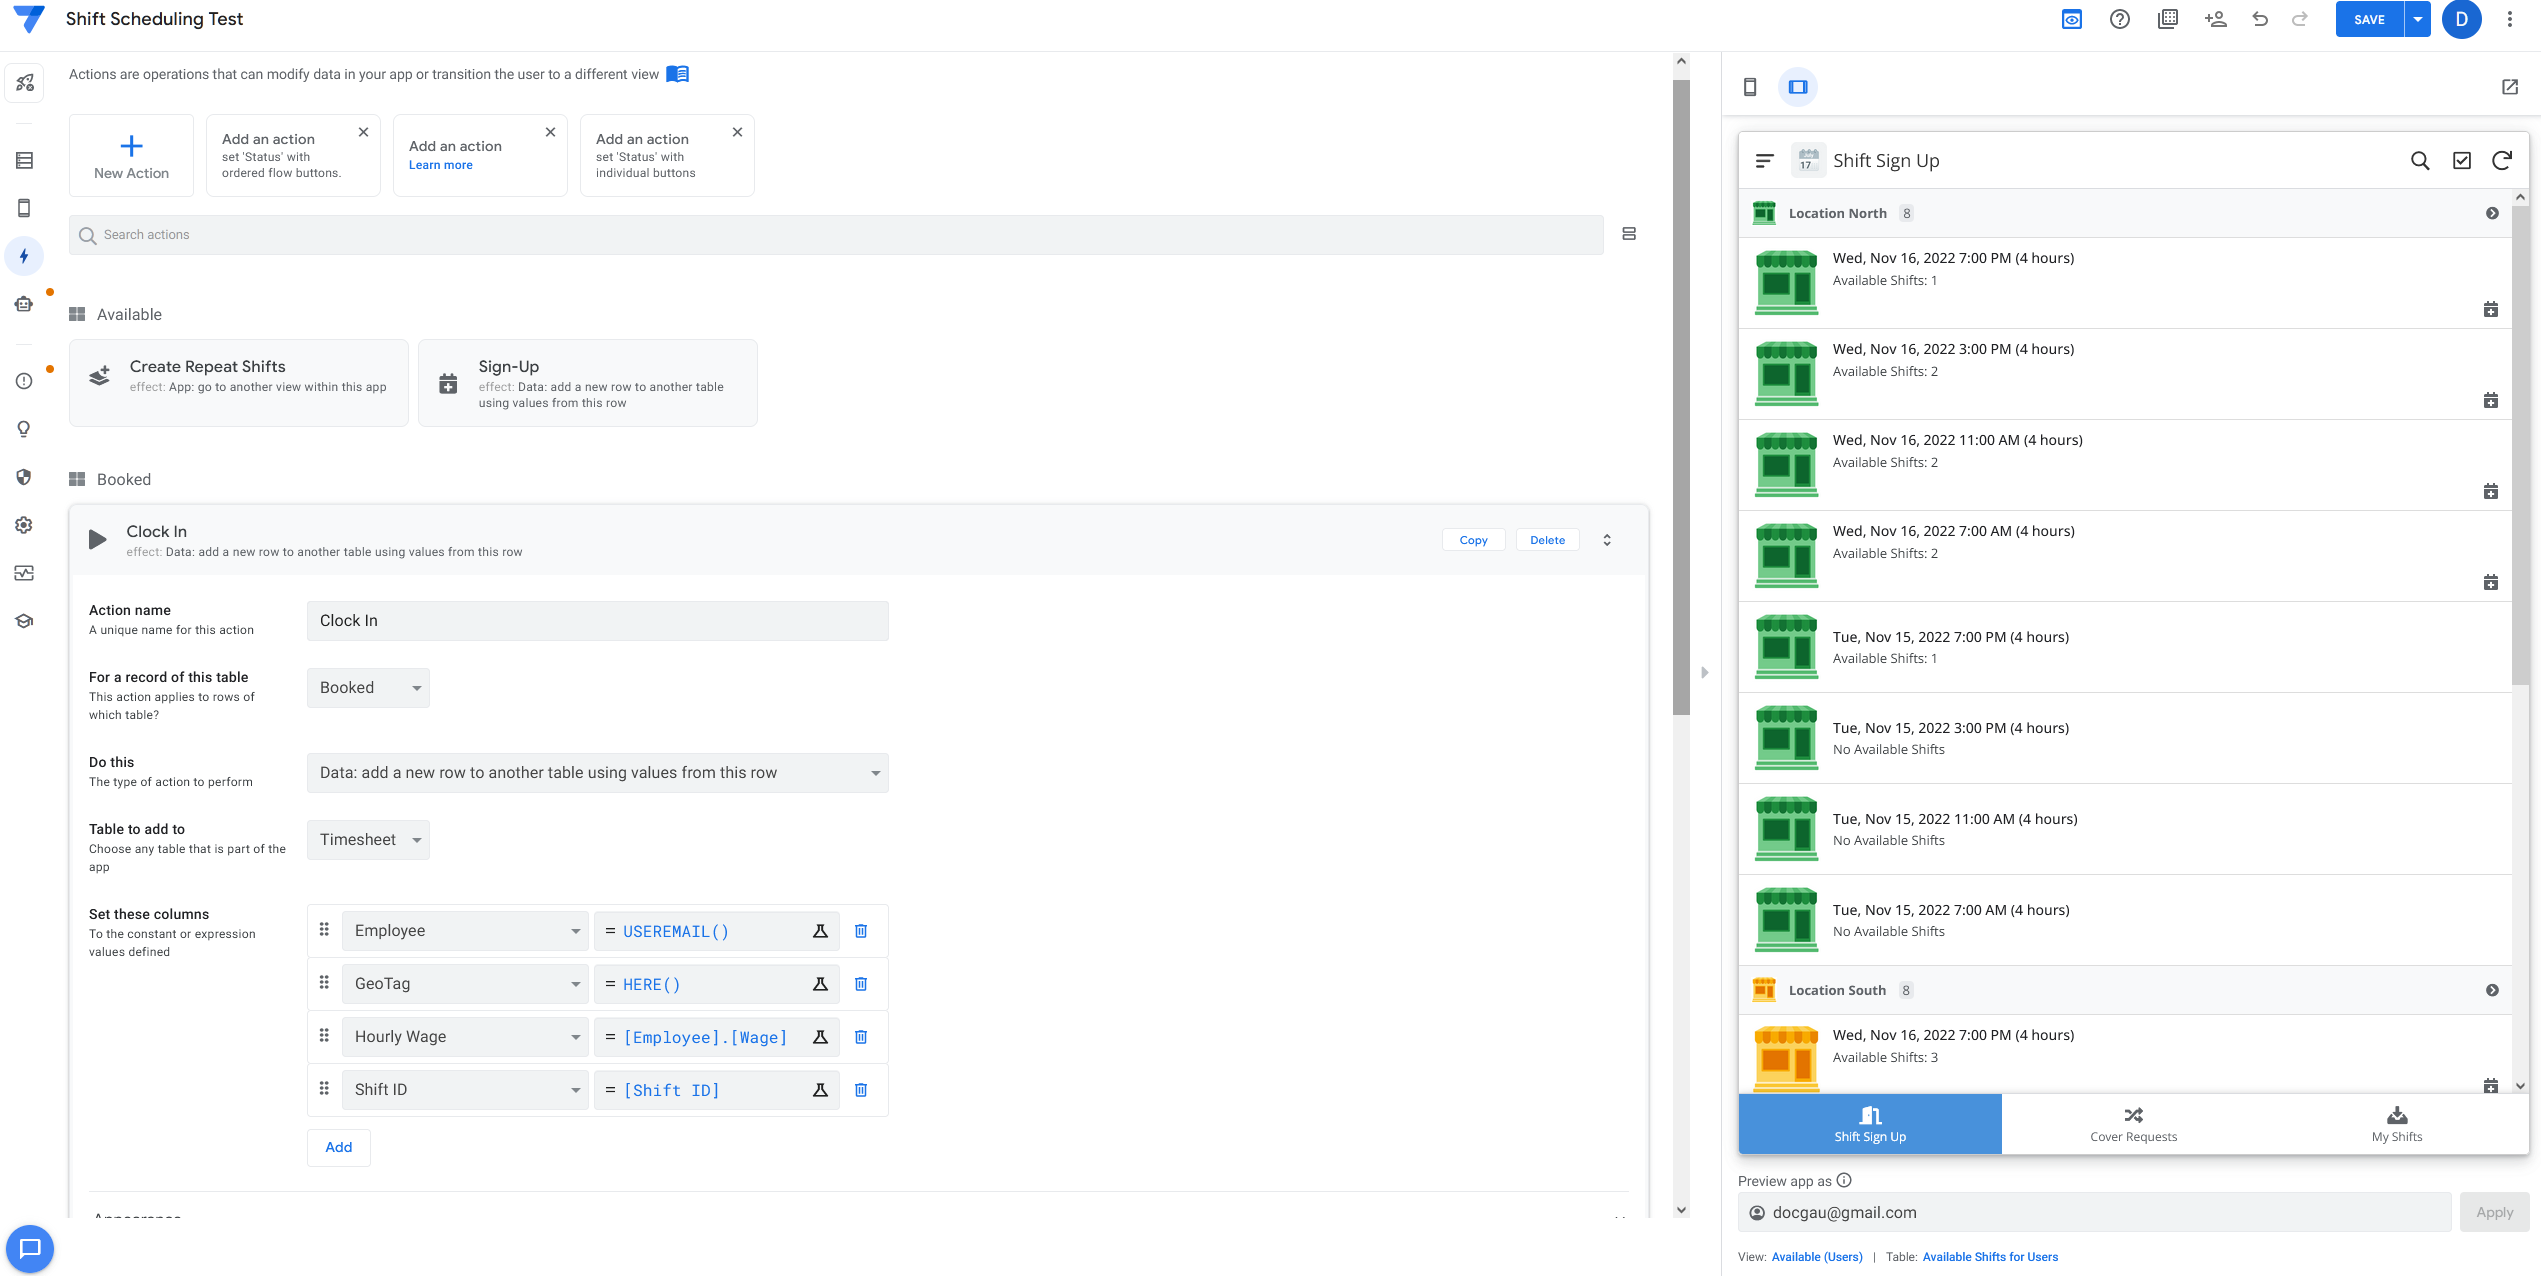 Shift Scheduling Test
SAVE
D
Actions are operations that can modify data in your app or transition the user to a different view
New Action
Add an action
set 'Status' with
ordered flow buttons.
Add an action
Learn more
Add an action
set 'Status' with
individual buttons
Search actions
Available
Create Repeat Shifts
effect: App: go to another view within this app
Sign-Up
effect: Data: add a new row to another table
using values from this row
Booked
Clock In
effect: Data: add a new row to another table using values from this row
Copy
Delete
Action name
A unique name for this action
Clock In
For a record of this table
This action applies to rows of
which table?
Booked
Do this
The type of action to perform
Data: add a new row to another table using values from this row
Table to add to
Choose any table that is part of the
app
Timesheet
Set these columns
To the constant or expression
values defined
Employee = USEREMAIL()
GeoTag = HERE()
Hourly Wage = [Employee].[Wage]
Shift ID = [Shift ID]
Add
Appearance
17
Shift Sign Up
Location North 8
Wed, Nov 16, 2022 7:00 PM (4 hours)
Available Shifts: 1
Wed, Nov 16, 2022 3:00 PM (4 hours)
Available Shifts: 2
Wed, Nov 16, 2022 11:00 AM (4 hours)
Available Shifts: 2
Wed, Nov 16, 2022 7:00 AM (4 hours)
Available Shifts: 2
Tue, Nov 15, 2022 7:00 PM (4 hours)
Available Shifts: 1
Tue, Nov 15, 2022 3:00 PM (4 hours)
No Available Shifts
Tue, Nov 15, 2022 11:00 AM (4 hours)
No Available Shifts
Tue, Nov 15, 2022 7:00 AM (4 hours)
No Available Shifts
Location South 8
Wed, Nov 16, 2022 7:00 PM (4 hours)
Available Shifts: 3
Shift Sign Up
Cover Requests
My Shifts
Preview app as
docgau@gmail.com
Apply
View: Available (Users) | Table: Available Shifts for Users